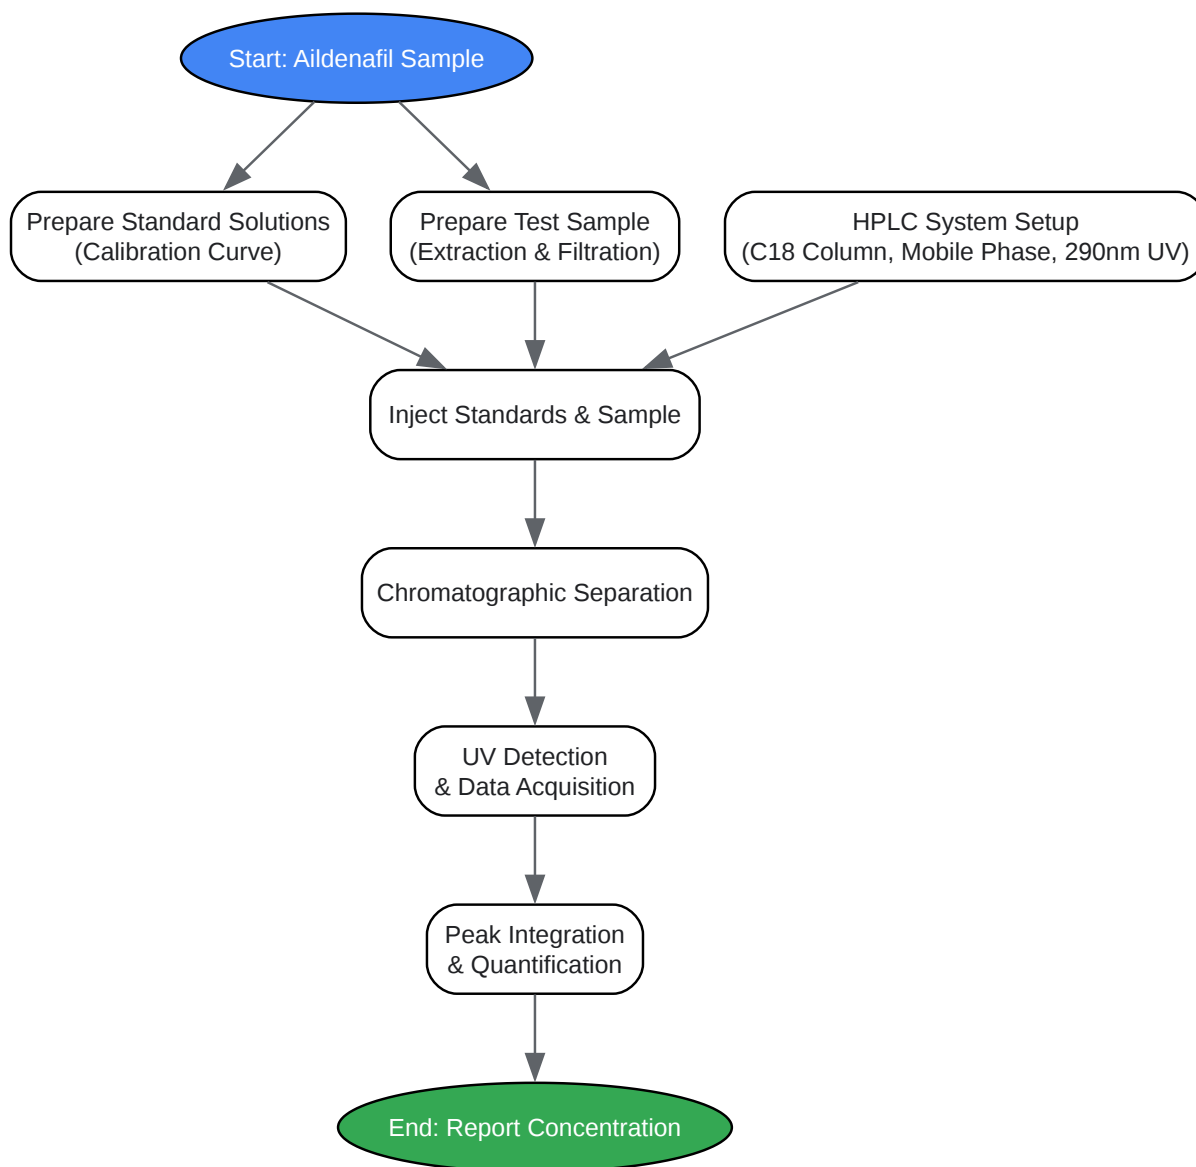 Start: Aildenafil Sample
Prepare Standard Solutions
(Calibration Curve)
Prepare Test Sample
(Extraction & Filtration)
HPLC System Setup
(C18 Column, Mobile Phase, 290nm UV)
Inject Standards & Sample
Chromatographic Separation
UV Detection
& Data Acquisition
Peak Integration
& Quantification
End: Report Concentration